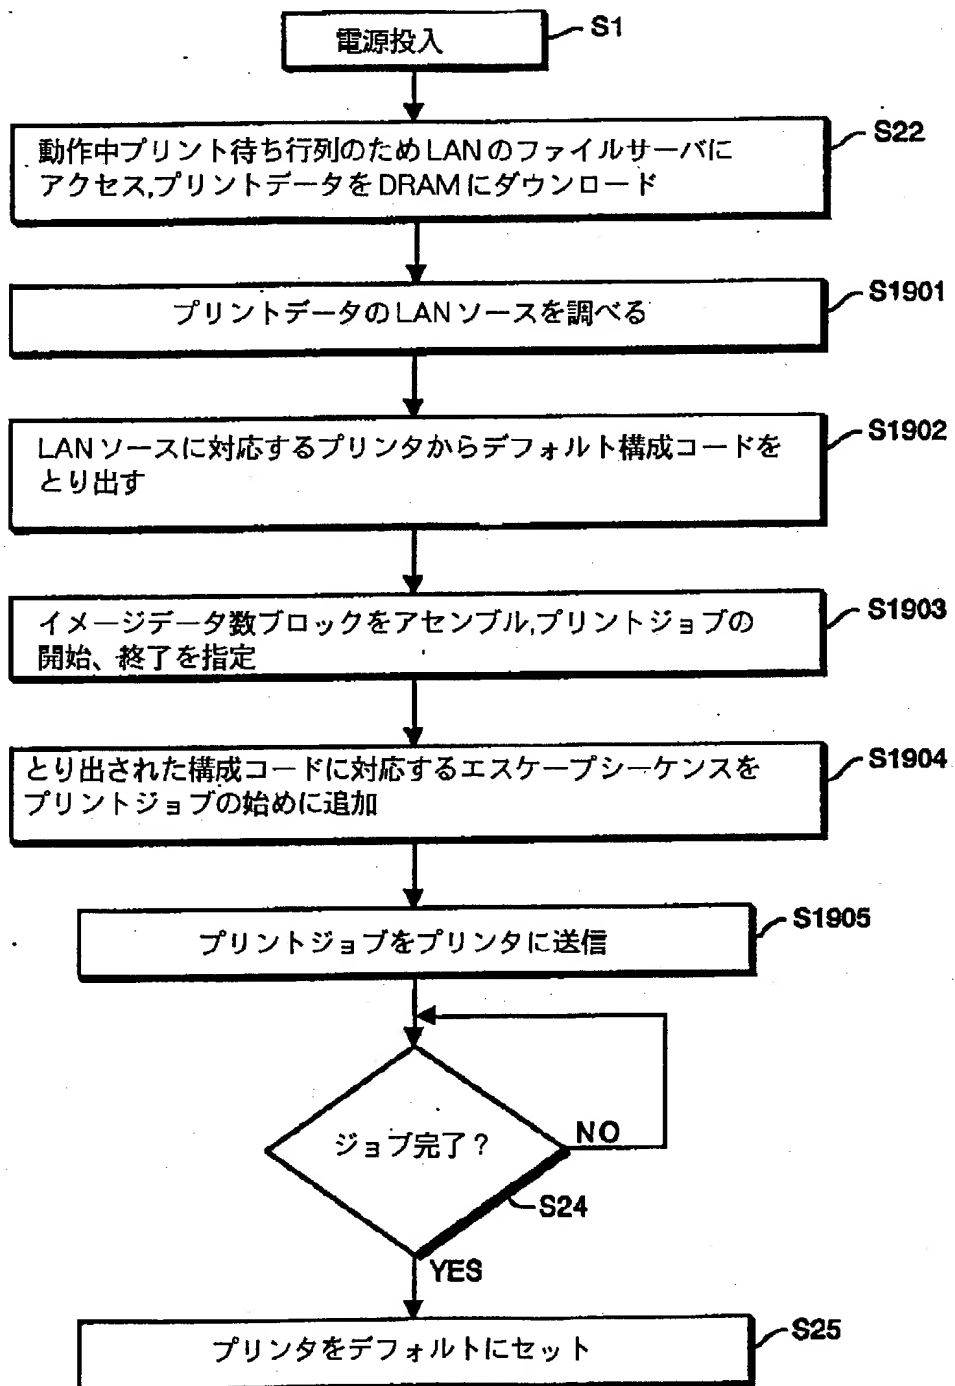 電源投入
S1
動作中プリント待ち行列のためLANのファイルサーバに
アクセス,プリントデータをDRAMにダウンロード
S22
プリントデータのLANソースを調べる
S1901
LANソースに対応するプリンタからデフォルト構成コードを
とり出す
S1902
イメージデータ数ブロックをアセンブル,プリントジョブの
開始、終了を指定
S1903
とり出された構成コードに対応するエスケープシーケンスを
プリントジョブの始めに追加
S1904
プリントジョブをプリンタに送信
S1905
ジョブ完了?
NO
S24
YES
プリンタをデフォルトにセット
S25